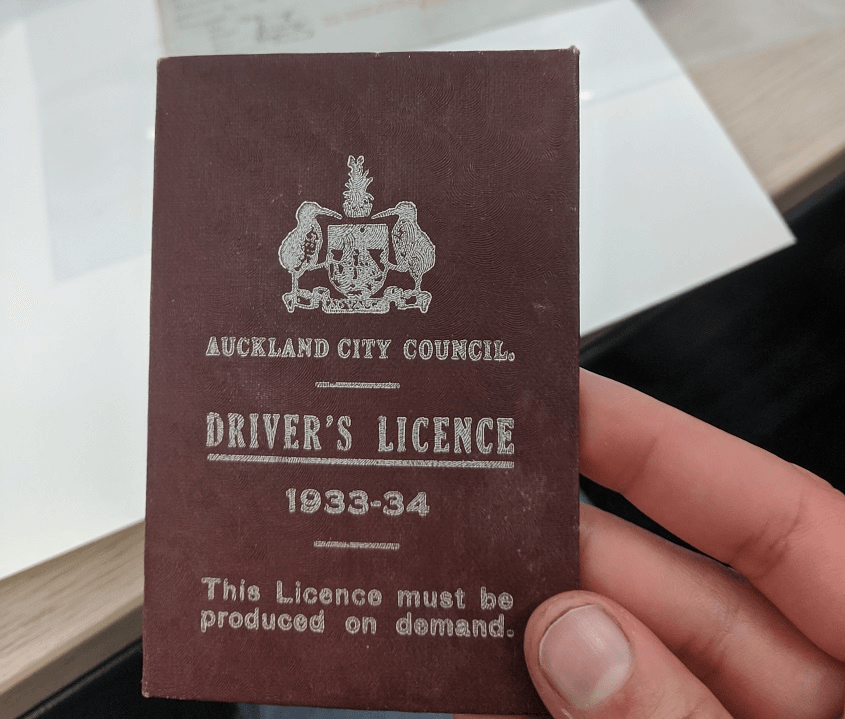 AUCKLAND CITY COUNCIL.
DRIVER'S LICENCE
1933-34
This Licence must be
produced on demand.